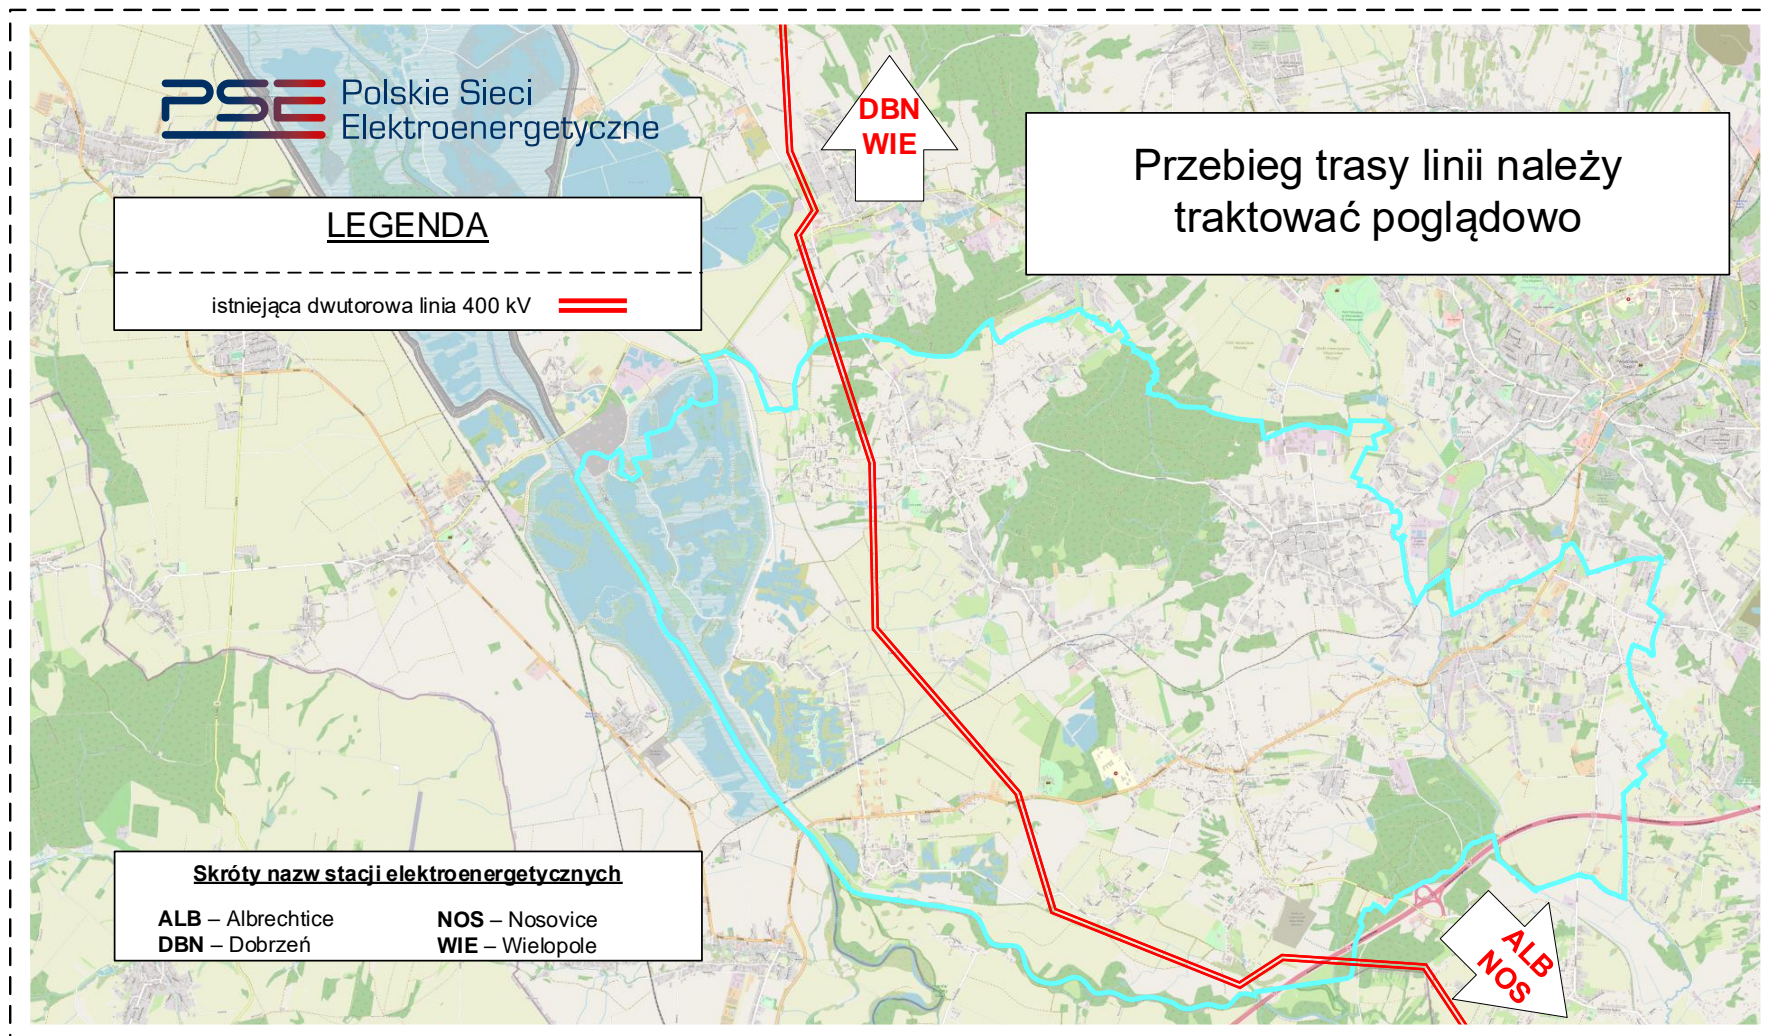 PSE Polskie Sieci
Elektroenergetyczne
DBN
WIE
Przebieg trasy linii należy
traktować poglądowo
LEGENDA
istniejąca dwutorowa linia 400 kV
Skróty nazw stacji elektroenergetycznych
ALB – Albrechtice
NOS – Nosovice
DBN – Dobrzeń
WIE – Wielopole
ALB
NOS